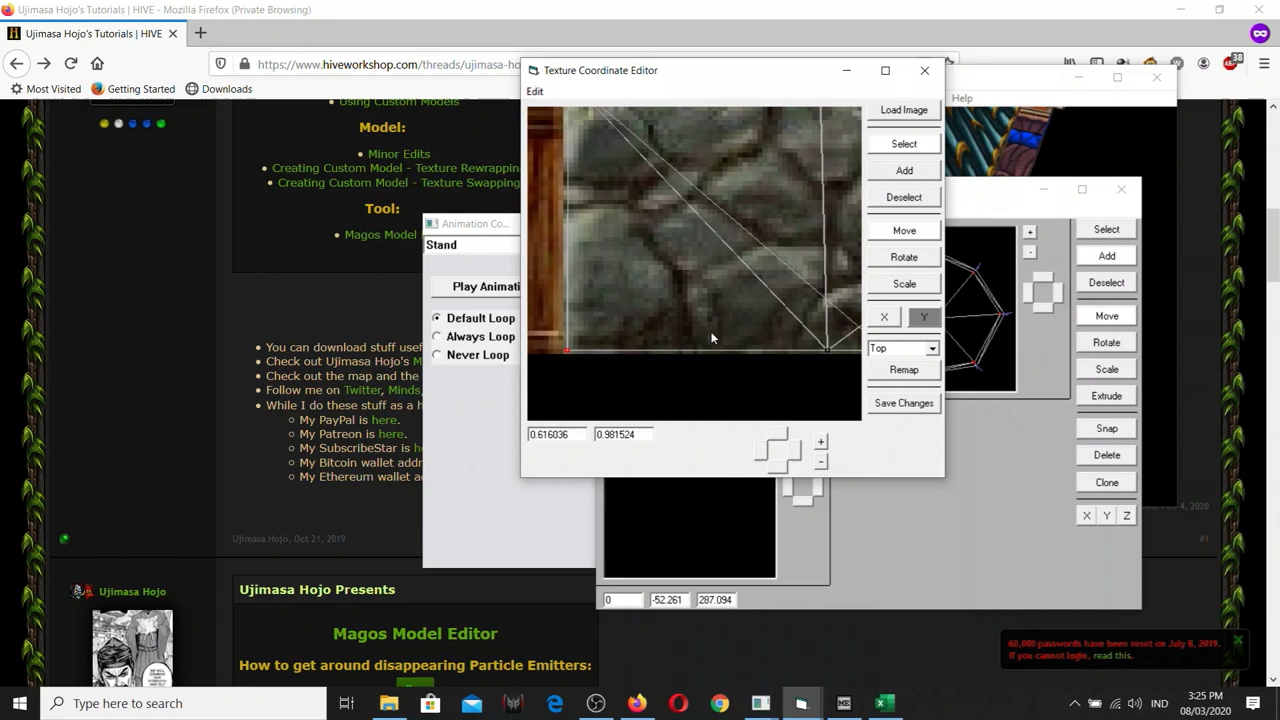 Ujimasa Hojo's Tutorials | HIVE - Mozilla Firefox (Private Browsing)
Ujimasa Hojo's Tutorials | HIVE
https://www.hiveworkshop.com/threads/ujimasa-ho
38
Most Visited
Getting Started
Downloads
Using Custom Models
Model:
Minor Edits
Creating Custom Model - Texture Rewrapping
Creating Custom Model - Texture Swapping
Tool:
Magos Model
You can download stuff usef
Check out Ujimasa Hojo's M
Check out the map and the
Follow me on Twitter, Minds,
While I do these stuff as a h
My PayPal is here.
My Patreon is here.
My SubscribeStar is
My Bitcoin wallet addr
My Ethereum wallet a
Ujimasa Hojo, Oct 21, 2019
#1
Ujimasa Hojo
Ujimasa Hojo Presents
Magos Model Editor
How to get around disappearing Particle Emitters:
Animation Co...
Stand
Play Animati
Default Loop
Always Loop
Never Loop
Texture Coordinate Editor
Edit
Load Image
Select
Add
Deselect
Move
Rotate
Scale
X
Y
Top
Remap
Save Changes
0.616036
0.981524
+
-
Help
+
-
Select
Add
Deselect
Move
Rotate
Scale
Extrude
Snap
Delete
Clone
X
Y
Z
0
-52.261
287.094
4, 2020
60,000 passwords have been reset on July 8, 2019.
If you cannot login, read this.
Type here to search
IND
3:25 PM
08/03/2020